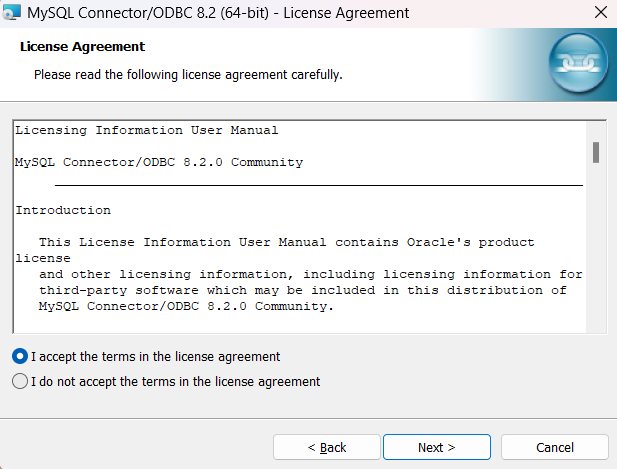 MySQL Connector/ODBC 8.2 (64-bit) - License Agreement
License Agreement
Please read the following license agreement carefully.
Licensing Information User Manual
MySQL Connector/ODBC 8.2.0 Community
Introduction
This License Information User Manual contains Oracle's product
license
and other licensing information, including licensing information for
third-party software which may be included in this distribution of
MySQL Connector/ODBC 8.2.0 Community.
I accept the terms in the license agreement
I do not accept the terms in the license agreement
< Back Next > Cancel